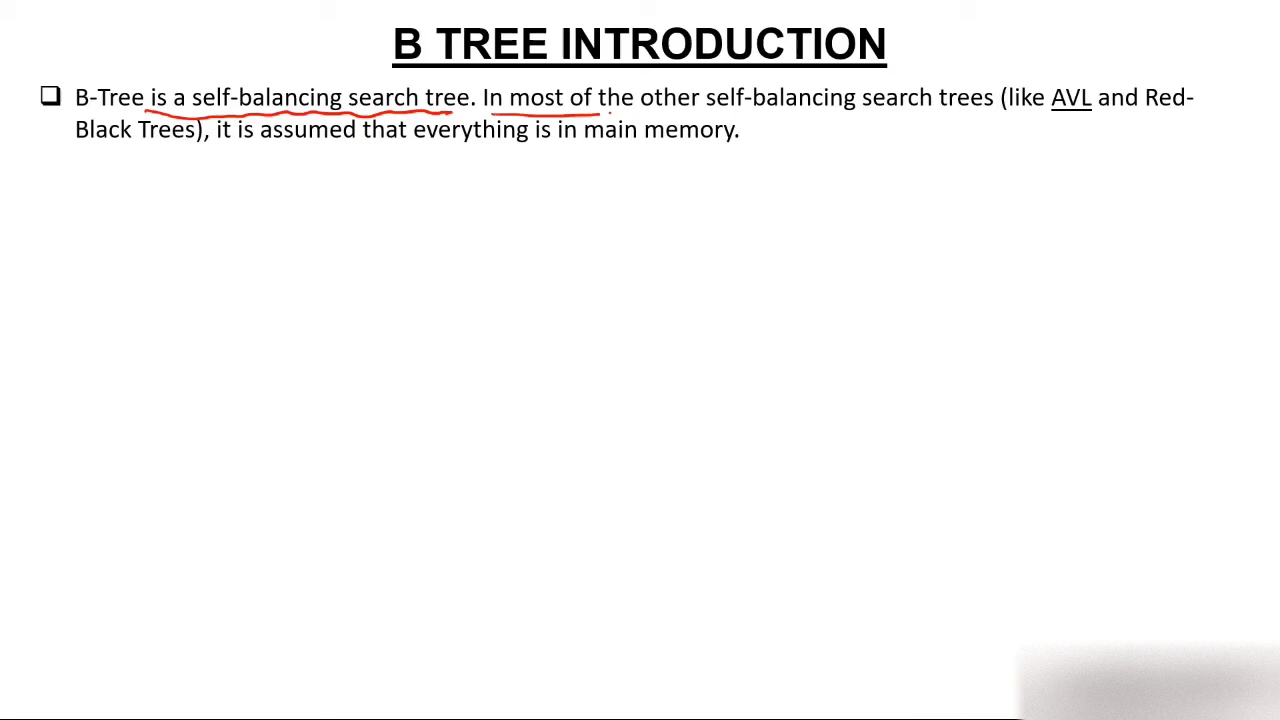 B TREE INTRODUCTION
❑ B-Tree is a self-balancing search tree. In most of the other self-balancing search trees (like AVL and Red-
Black Trees), it is assumed that everything is in main memory.